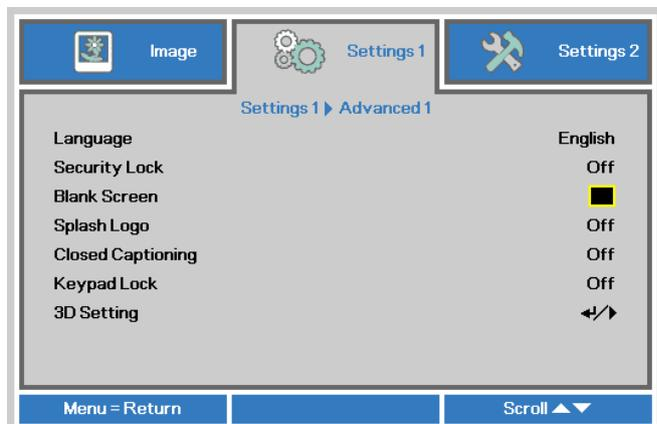 Image Settings 1 Settings 2
Settings 1 Advanced 1
Language English
Security Lock Off
Blank Screen
Splash Logo Off
Closed Captioning Off
Keypad Lock Off
3D Setting /
Menu = Return Scroll